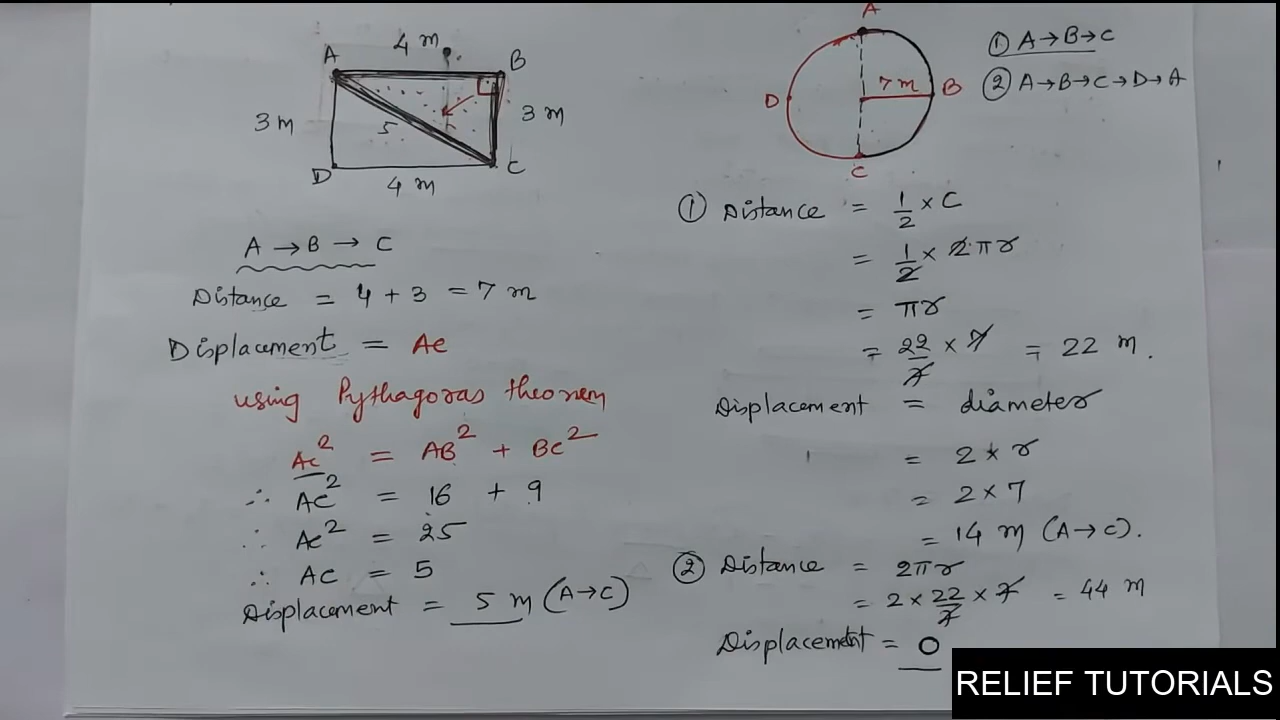 4 m
A
B
3 m
5
3 m
D
C
4 m
A → B → C
Distance = 4 + 3 = 7 m
Displacement = AC
using Pythagoras theorem
AC² = AB² + BC²
∴ AC² = 16 + 9
∴ AC² = 25
∴ AC = 5
Displacement = 5 m (A→C)
A
7 m
D
B
C
① A→B→C
② A→B→C→D→A
① Distance = 1/2 × C
= 1/2 × 2πr
= πr
= 22/7 × 7 = 22 m.
Displacement = diameter
= 2 × r
= 2 × 7
= 14 m (A→C).
② Distance = 2πr
= 2 × 22/7 × 7 = 44 m
Displacement = 0
RELIEF TUTORIALS